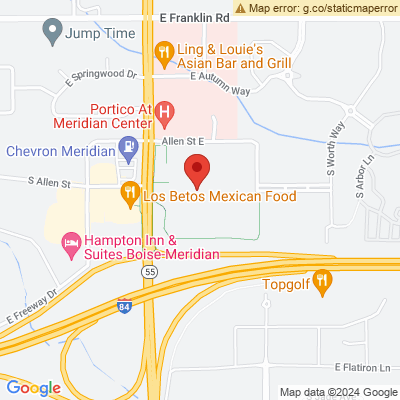 E Franklin Rd
Map error: g.co/staticmaperror
Jump Time
Ling & Louie's
Asian Bar and Grill
E Springwood Dr
E Autumn Way
Portico At
Meridian Center
Allen St E
Chevron Meridian
S Worth Way
S Arbor Ln
S Allen St
Los Betos Mexican Food
Hampton Inn &
Suites Boise-Meridian
55
E Freeway Dr
84
Topgolf
E Flatiron Ln
Google
Map data ©2024 Google